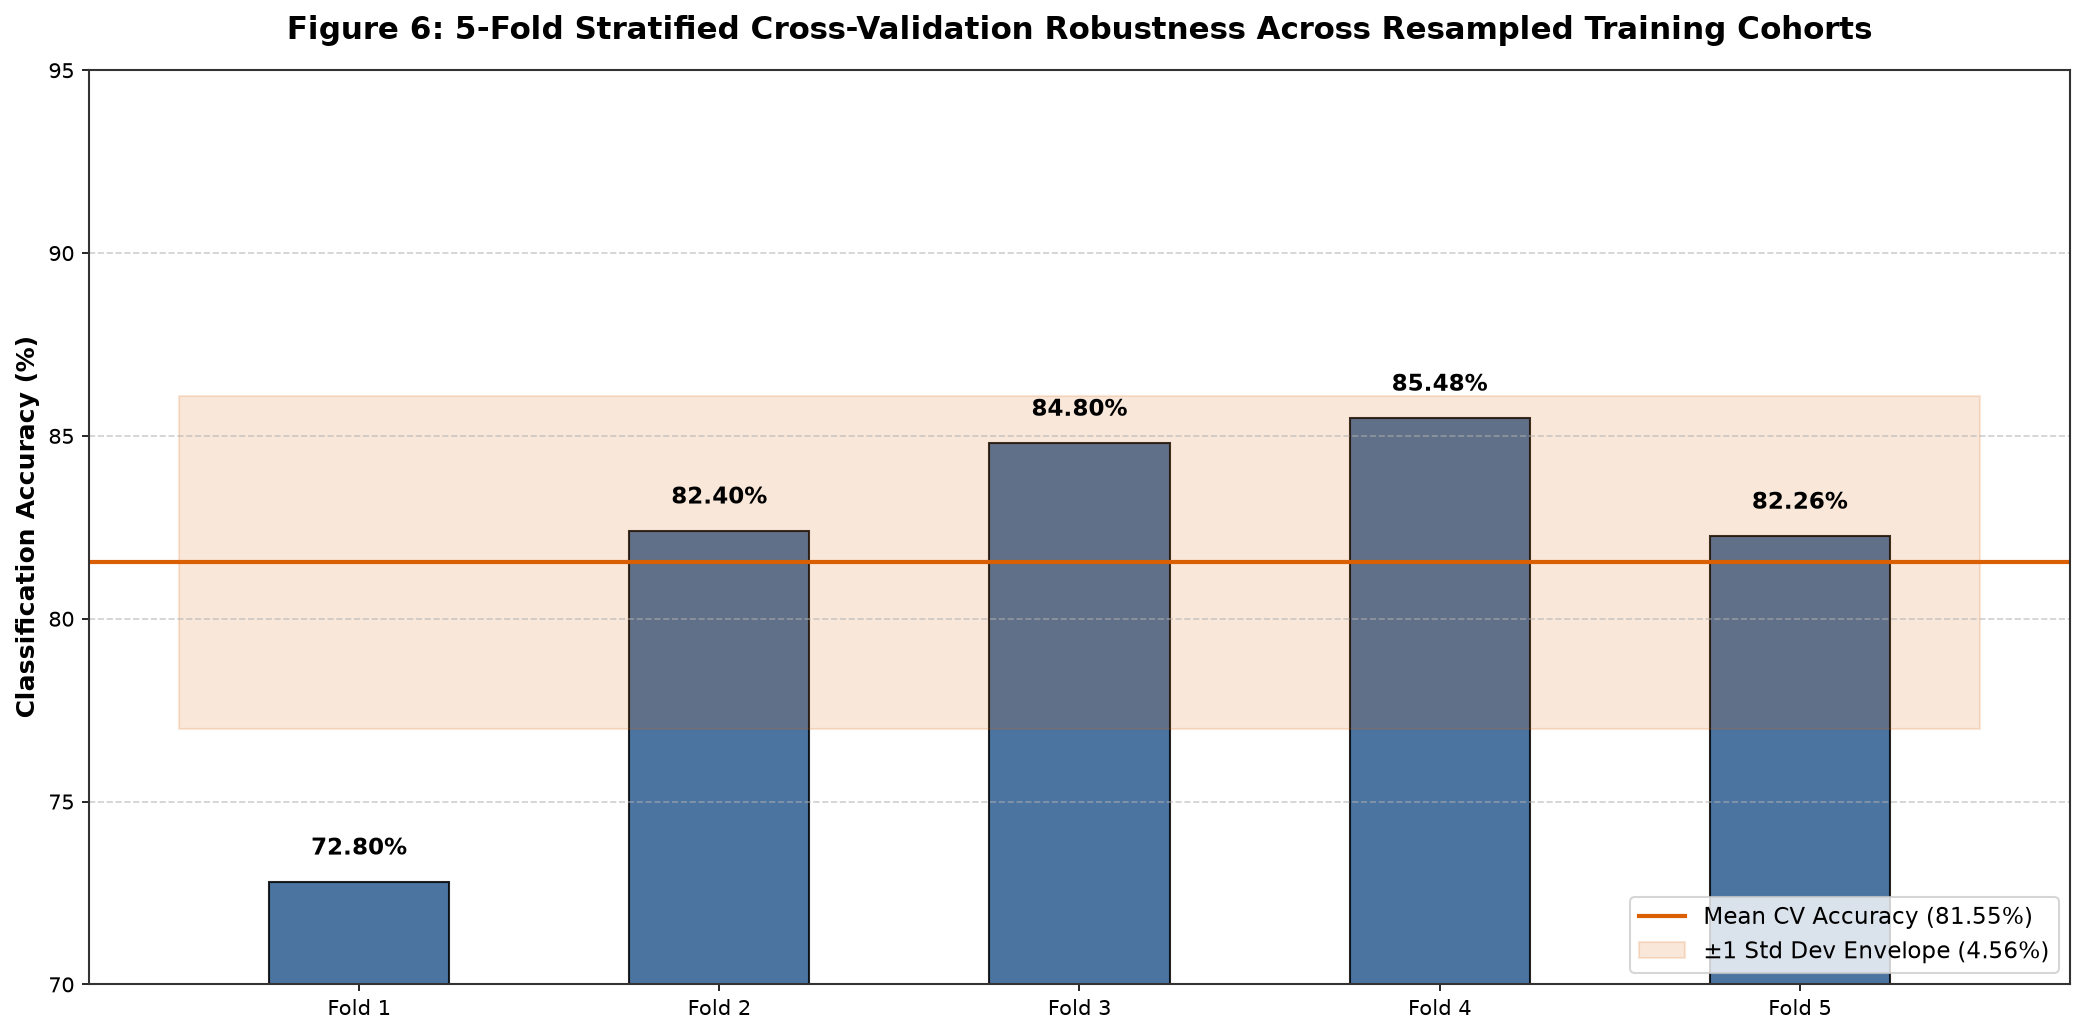 Figure 6: 5-Fold Stratified Cross-Validation Robustness Across Resampled Training Cohorts
Classification Accuracy (%)
95
90
85
80
75
70
72.80%
82.40%
84.80%
85.48%
82.26%
Mean CV Accuracy (81.55%)
±1 Std Dev Envelope (4.56%)
Fold 1
Fold 2
Fold 3
Fold 4
Fold 5